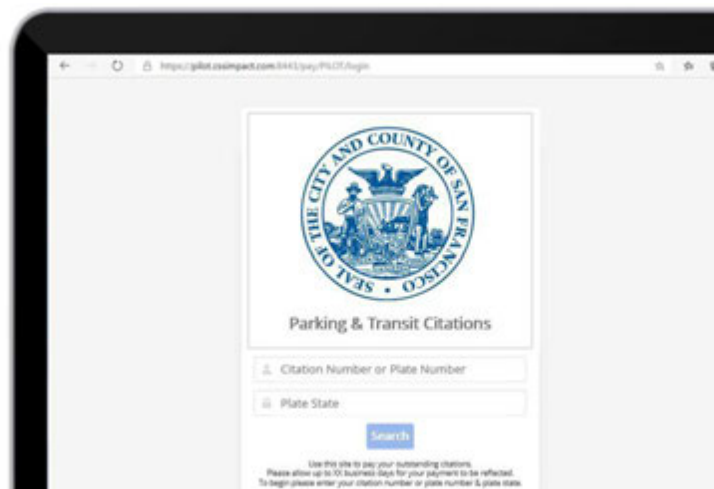 https://pilot.cssimpact.com:8443/pay/PILOT/login
SEAL OF THE CITY AND COUNTY OF SAN FRANCISCO
Parking & Transit Citations
Citation Number or Plate Number
Plate State
Search
Use this site to pay your outstanding citations.
Please allow up to XX business days for your payment to be reflected.
To begin please enter your citation number or plate number & plate state.